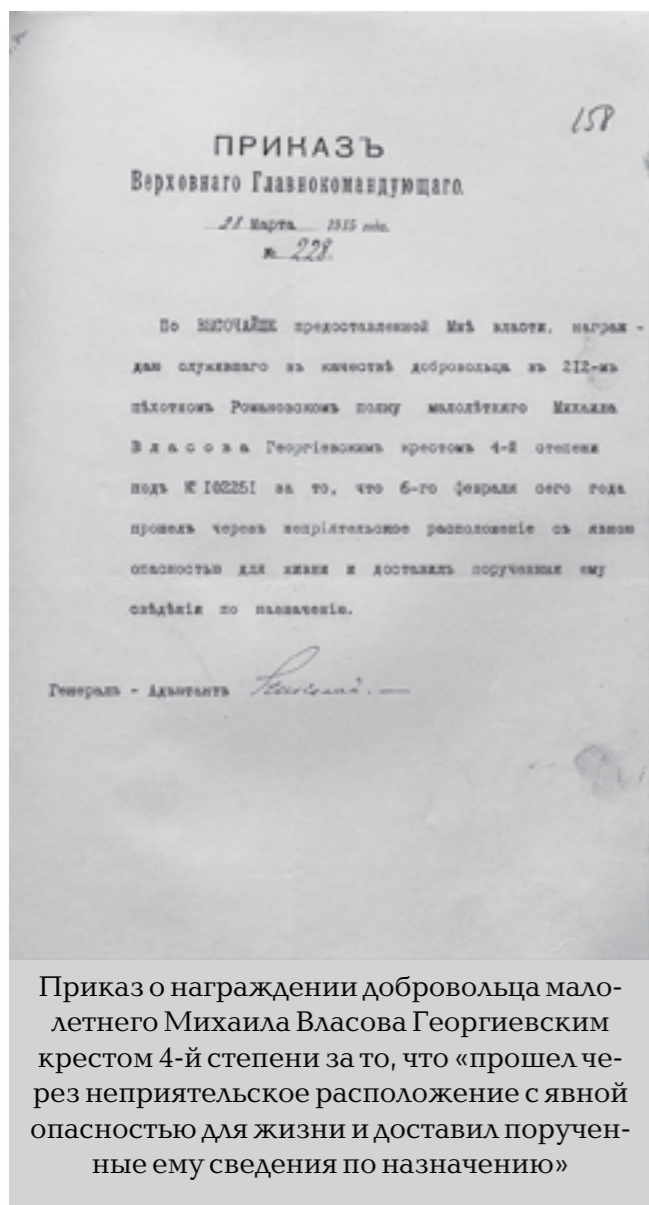 158
ПРИКАЗЪ
Верховнаго Главнокомандующаго.
28 Марта 1915 года.
№ 228.
По ВЫСОЧАЙШЕ предоставленной Мнѣ власти, награж -
даю служившаго въ качествѣ добровольца въ 212-мъ
пѣхотномъ Романовскомъ полку малолѣтняго Михаила
Власова Георгіевскимъ крестомъ 4-й степени
подъ № 102251 за то, что 6-го февраля сего года
прошелъ черезъ непріятельское расположеніе съ явною
опасностью для жизни и доставилъ порученныя ему
свѣдѣнія по назначенію.
Генералъ - Адъютантъ
Приказ о награждении добровольца мало-
летнего Михаила Власова Георгиевским
крестом 4-й степени за то, что «прошел че-
рез неприятельское расположение с явной
опасностью для жизни и доставил поручен-
ные ему сведения по назначению»